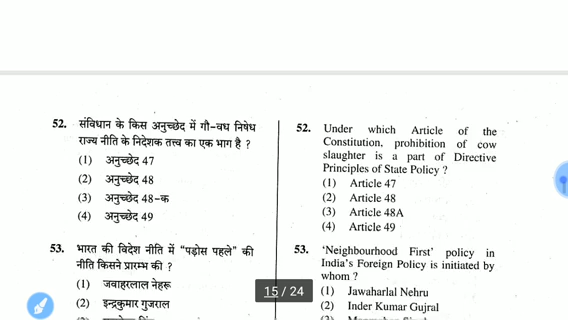 52. संविधान के किस अनुच्छेद में गौ-वध निषेध
राज्य नीति के निदेशक तत्त्व का एक भाग है ?
(1) अनुच्छेद 47
(2) अनुच्छेद 48
(3) अनुच्छेद 48-क
(4) अनुच्छेद 49
53. भारत की विदेश नीति में “पड़ोस पहले” की
नीति किसने प्रारम्भ की ?
(1) जवाहरलाल नेहरू
(2) इन्द्रकुमार गुजराल
52. Under which Article of the
Constitution, prohibition of cow
slaughter is a part of Directive
Principles of State Policy ?
(1) Article 47
(2) Article 48
(3) Article 48A
(4) Article 49
53. ‘Neighbourhood First’ policy in
India’s Foreign Policy is initiated by
whom ?
(1) Jawaharlal Nehru
(2) Inder Kumar Gujral
15 / 24